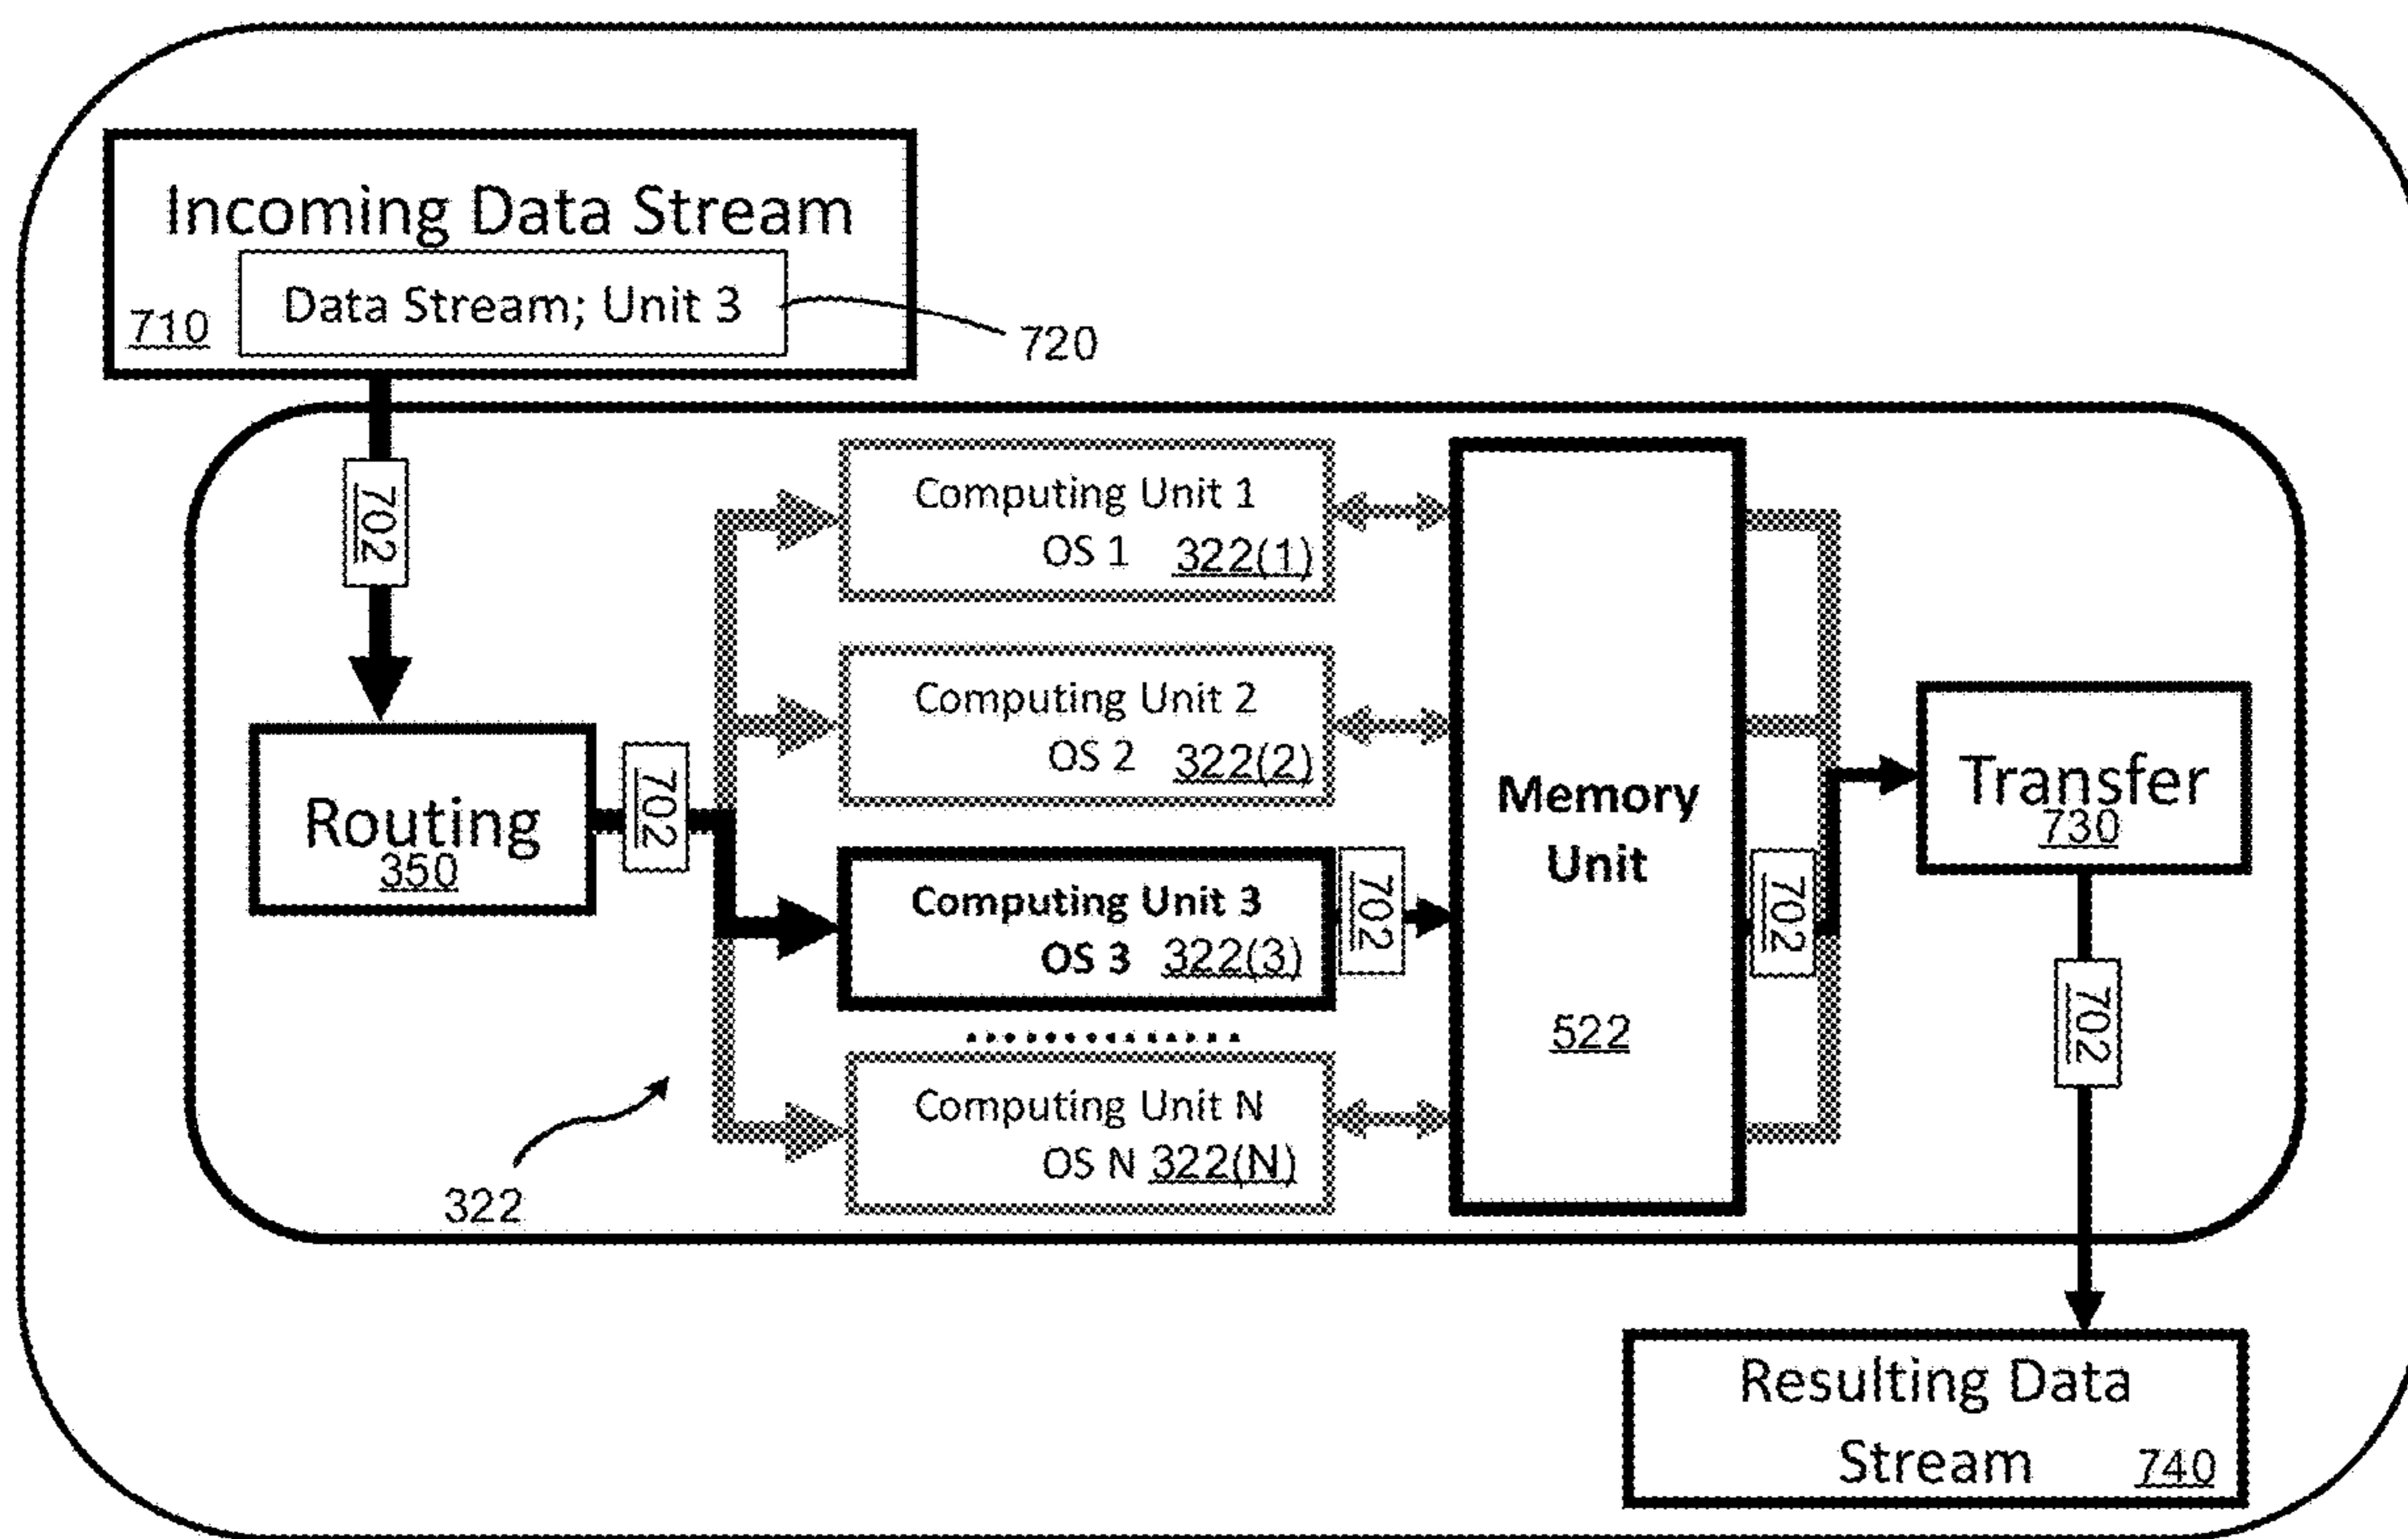 Incoming Data Stream
Data Stream; Unit 3
710
720
702
Computing Unit 1
OS 1 322(1)
Computing Unit 2
OS 2 322(2)
Routing
350
702
Computing Unit 3
OS 3 322(3)
702
Computing Unit N
OS N 322(N)
322
Memory
Unit
522
702
Transfer
730
702
Resulting Data
Stream 740